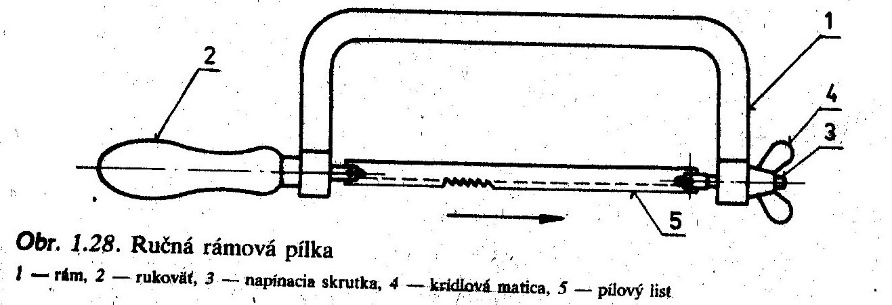 1
2
4
3
5
Obr. 1.28. Ručná rámová pílka
1 — rám, 2 — rukoväť, 3 — napínacia skrutka, 4 — krídlová matica, 5 — pílový list